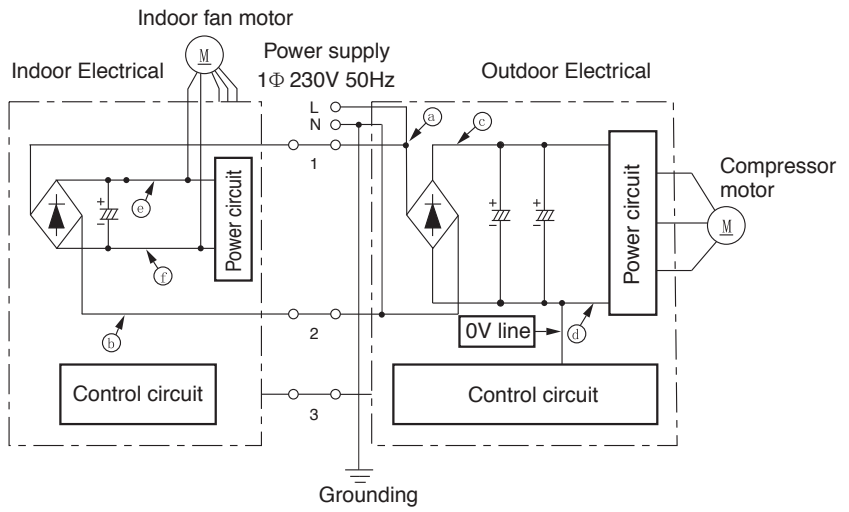 Indoor fan motor
M
Power supply
1Φ 230V 50Hz
Indoor Electrical
Outdoor Electrical
L
N
a
c
1
e
f
+
-
Power circuit
+
-
+
-
Power circuit
Compressor
motor
M
b
2
0V line
d
Control circuit
3
Control circuit
Grounding